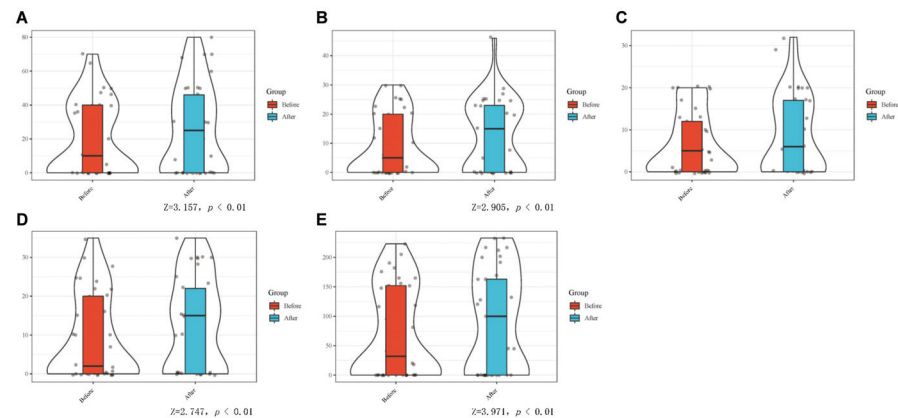 A
80
60
40
20
0
Before
After
Group
Before
After
Z=3.157, p < 0.01
B
40
30
20
10
0
Before
After
Group
Before
After
Z=2.905, p < 0.01
C
30
20
10
0
Before
After
Group
Before
After
D
30
20
10
0
Before
After
Group
Before
After
Z=2.747, p < 0.01
E
200
150
100
50
0
Before
After
Group
Before
After
Z=3.971, p < 0.01